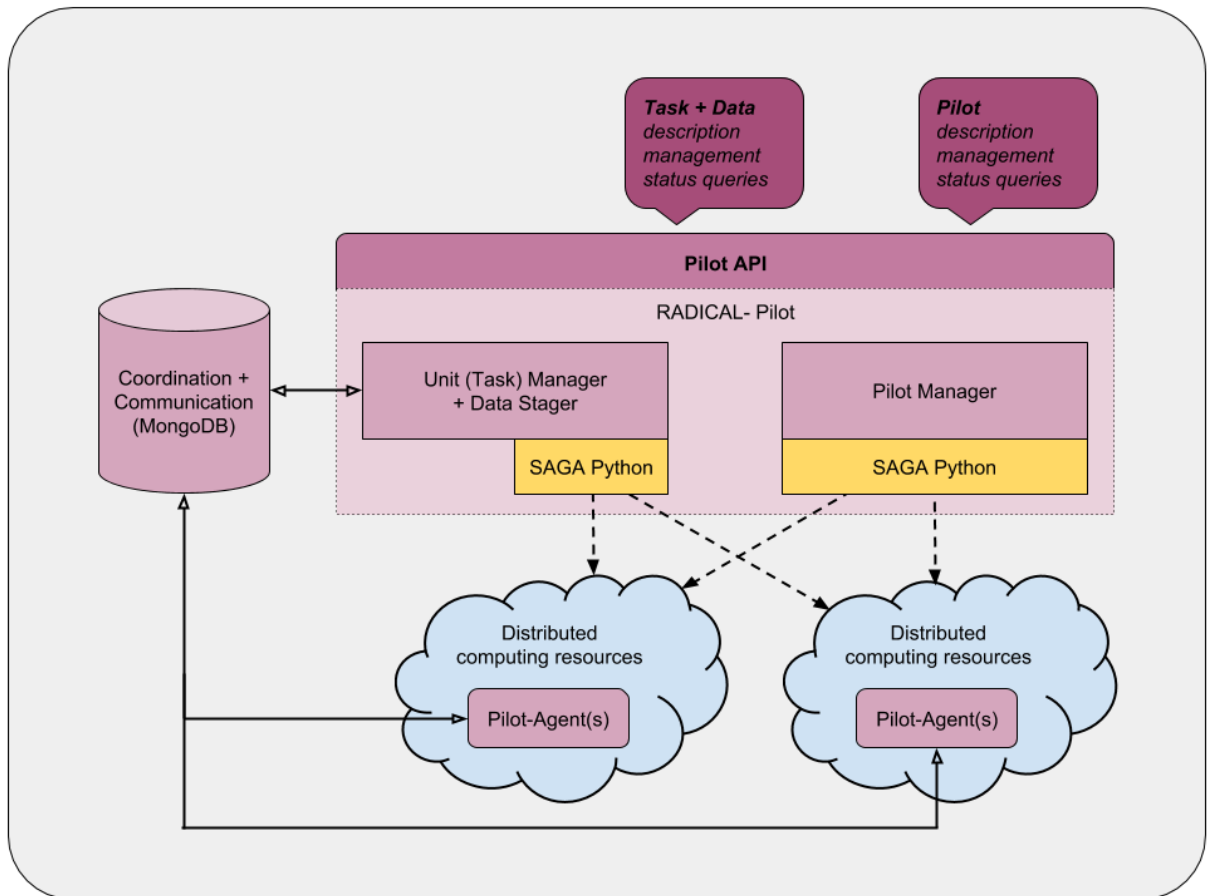 Task + Data
description
management
status queries
Pilot
description
management
status queries
Pilot API
RADICAL- Pilot
Coordination +
Communication
(MongoDB)
Unit (Task) Manager
+ Data Stager
Pilot Manager
SAGA Python
SAGA Python
Distributed
computing resources
Distributed
computing resources
Pilot-Agent(s)
Pilot-Agent(s)